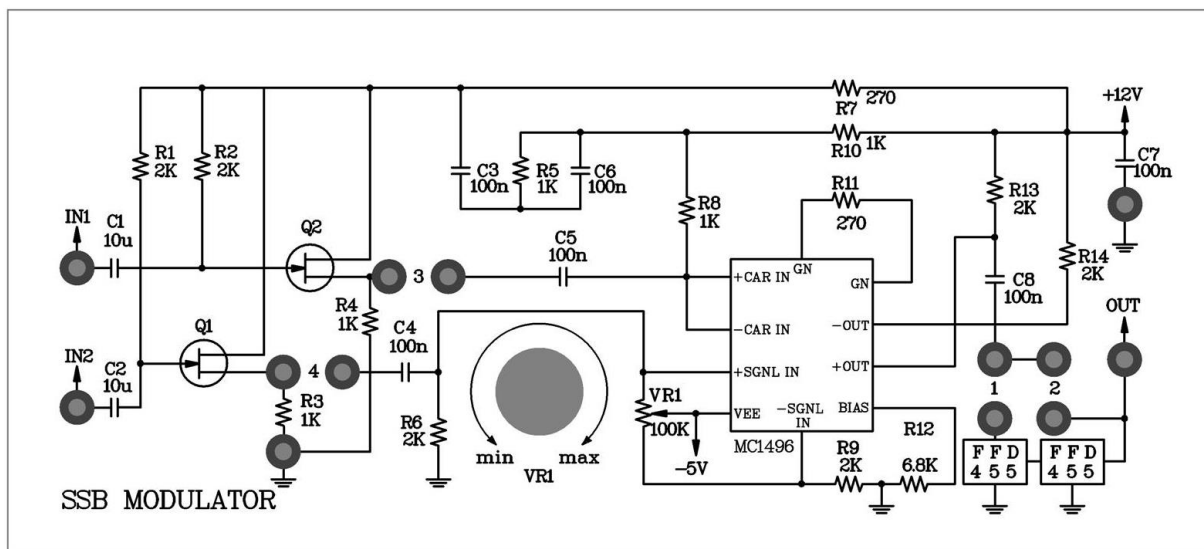 R7
270
+12V
R1
2K
R2
2K
C3
100n
R5
1K
C6
100n
R10
1K
C7
100n
R11
270
R13
2K
R8
1K
IN1
C1
10u
Q2
C5
100n
3
GN
+CAR IN
GN
R14
2K
C8
100n
R4
1K
-CAR IN
-OUT
OUT
Q1
C4
100n
IN2
C2
10u
4
+SGNL IN
+OUT
1
2
R3
1K
VR1
100K
VEE
-SGNL
IN
BIAS
R6
2K
min
max
VR1
-5V
MC1496
R9
2K
R12
6.8K
F F D
4 5 5
F F D
4 5 5
SSB MODULATOR